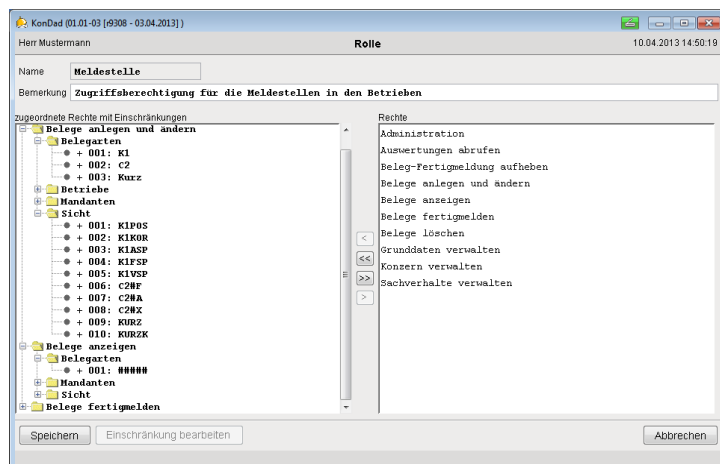 KonDad (01.01-03 [r9308 - 03.04.2013] )
Herr Mustermann Rolle 10.04.2013 14:50:19
Name Meldestelle
Bemerkung Zugriffsberechtigung für die Meldestellen in den Betrieben
zugeordnete Rechte mit Einschränkungen
Belege anlegen und ändern
Belegarten
+ 001: K1
+ 002: C2
+ 003: Kurz
Betriebe
Mandanten
Sicht
+ 001: K1POS
+ 002: K1KOR
+ 003: K1ASP
+ 004: K1FSP
+ 005: K1VSP
+ 006: C2#F
+ 007: C2#A
+ 008: C2#X
+ 009: KURZ
+ 010: KURZK
Belege anzeigen
Belegarten
+ 001: #####
Mandanten
Sicht
Belege fertigmelden
<
<<
>>
>
Rechte
Administration
Auswertungen abrufen
Beleg-Fertigmeldung aufheben
Belege anlegen und ändern
Belege anzeigen
Belege fertigmelden
Belege löschen
Grunddaten verwalten
Konzern verwalten
Sachverhalte verwalten
Speichern Einschränkung bearbeiten Abbrechen